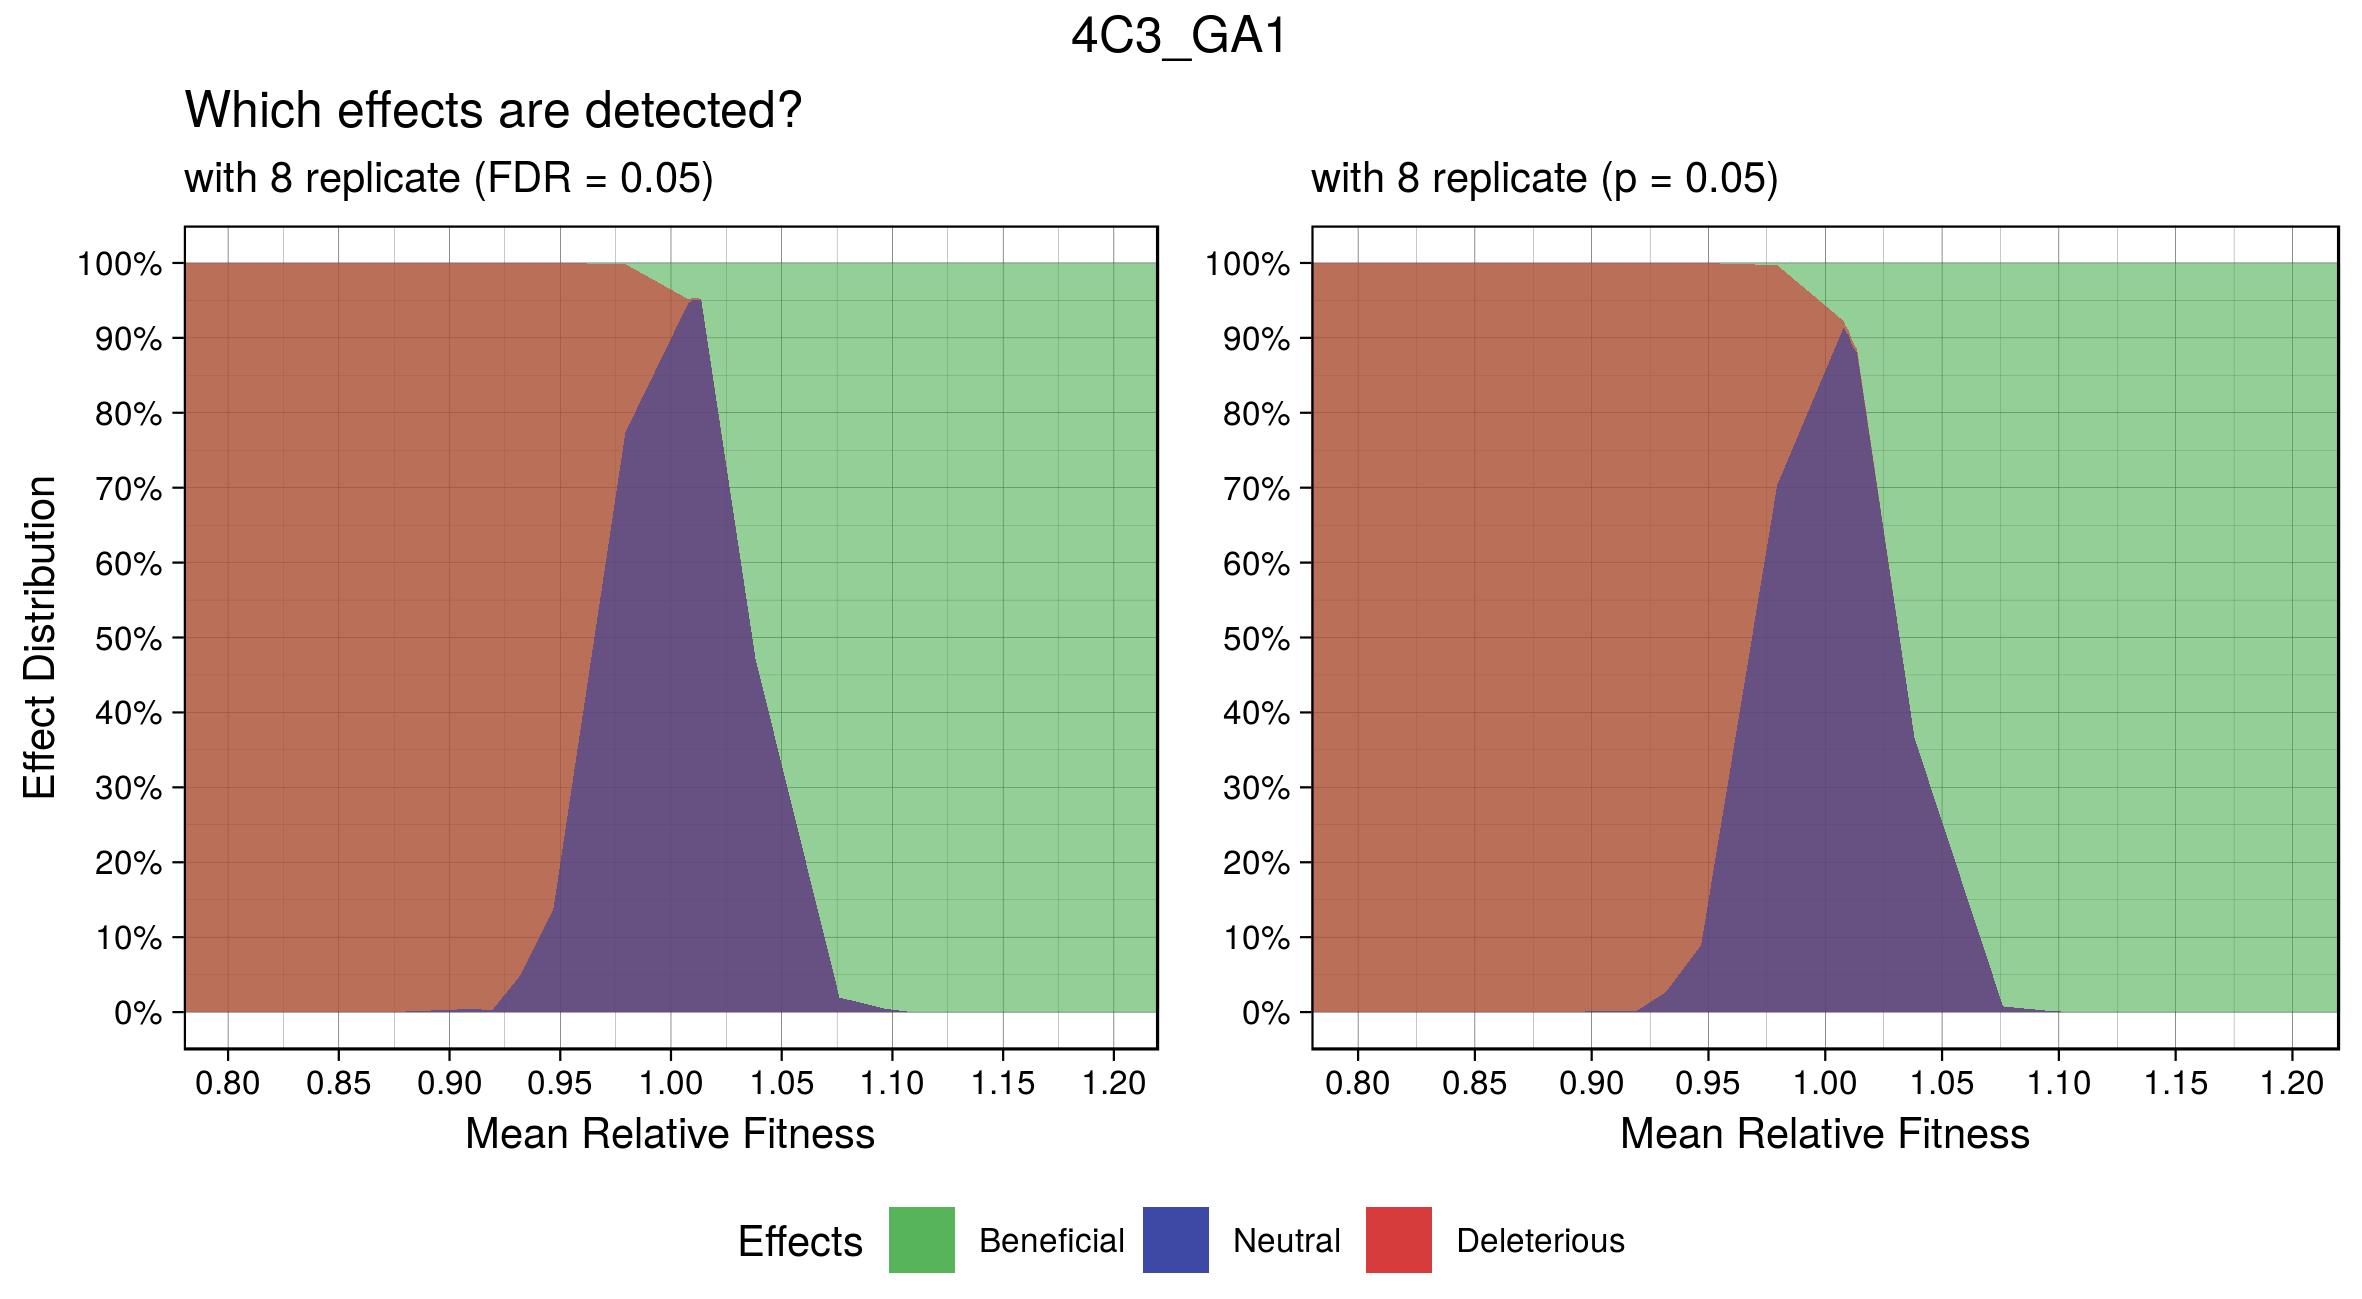 4C3_GA1
Which effects are detected?
with 8 replicate (FDR = 0.05)
with 8 replicate (p = 0.05)
Effect Distribution
100%
90%
80%
70%
60%
50%
40%
30%
20%
10%
0%
0.80 0.85 0.90 0.95 1.00 1.05 1.10 1.15 1.20
Mean Relative Fitness
100%
90%
80%
70%
60%
50%
40%
30%
20%
10%
0%
0.80 0.85 0.90 0.95 1.00 1.05 1.10 1.15 1.20
Mean Relative Fitness
Effects Beneficial Neutral Deleterious